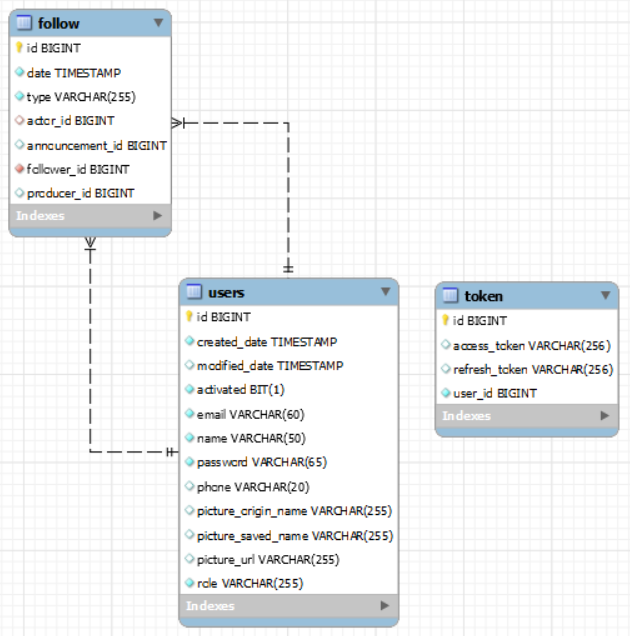 follow
id BIGINT
date TIMESTAMP
type VARCHAR(255)
actor_id BIGINT
announcement_id BIGINT
follower_id BIGINT
producer_id BIGINT
Indexes
users
id BIGINT
created_date TIMESTAMP
modified_date TIMESTAMP
activated BIT(1)
email VARCHAR(60)
name VARCHAR(50)
password VARCHAR(65)
phone VARCHAR(20)
picture_origin_name VARCHAR(255)
picture_saved_name VARCHAR(255)
picture_url VARCHAR(255)
role VARCHAR(255)
Indexes
token
id BIGINT
access_token VARCHAR(256)
refresh_token VARCHAR(256)
user_id BIGINT
Indexes